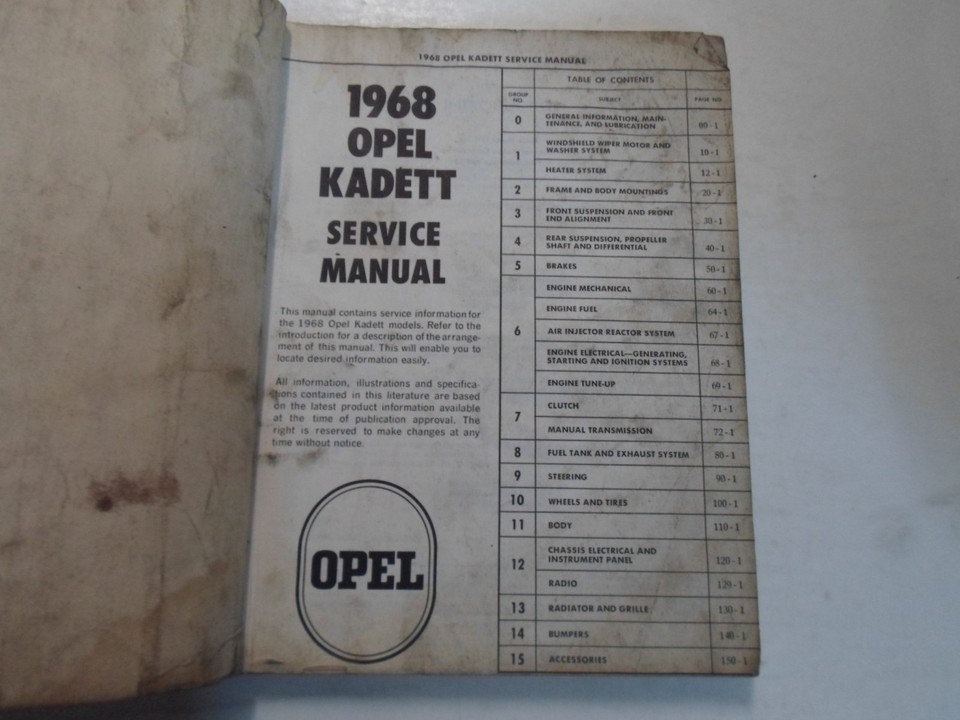 1968 OPEL KADETT SERVICE MANUAL
1968
OPEL
KADETT
SERVICE
MANUAL
This manual contains service information for
the 1968 Opel Kadett models. Refer to the
introduction for a description of the arrange-
ment of this manual. This will enable you to
locate desired information easily.
All information, illustrations and specifica-
tions contained in this literature are based
on the latest product information available
at the time of publication approval. The
right is reserved to make changes at any
time without notice.
OPEL
TABLE OF CONTENTS
GROUP NO. SUBJECT PAGE NO.
0 GENERAL INFORMATION, MAIN-
TENANCE, AND LUBRICATION 00-1
1 WINDSHIELD WIPER MOTOR AND
WASHER SYSTEM 10-1
HEATER SYSTEM 12-1
2 FRAME AND BODY MOUNTINGS 20-1
3 FRONT SUSPENSION AND FRONT
END ALIGNMENT 30-1
4 REAR SUSPENSION, PROPELLER
SHAFT AND DIFFERENTIAL 40-1
5 BRAKES 50-1
6 ENGINE MECHANICAL 60-1
ENGINE FUEL 64-1
AIR INJECTOR REACTOR SYSTEM 67-1
ENGINE ELECTRICAL—GENERATING,
STARTING AND IGNITION SYSTEMS 68-1
ENGINE TUNE-UP 69-1
7 CLUTCH 71-1
MANUAL TRANSMISSION 72-1
8 FUEL TANK AND EXHAUST SYSTEM 80-1
9 STEERING 90-1
10 WHEELS AND TIRES 100-1
11 BODY 110-1
12 CHASSIS ELECTRICAL AND
INSTRUMENT PANEL 120-1
RADIO 129-1
13 RADIATOR AND GRILLE 130-1
14 BUMPERS 140-1
15 ACCESSORIES 150-1